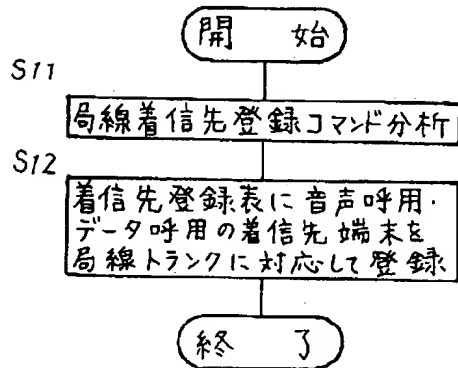 開 始
S11
局線着信先登録コマンド分析
S12
着信先登録表に音声呼用・
データ呼用の着信先端末を
局線トランクに対応して登録
終 了